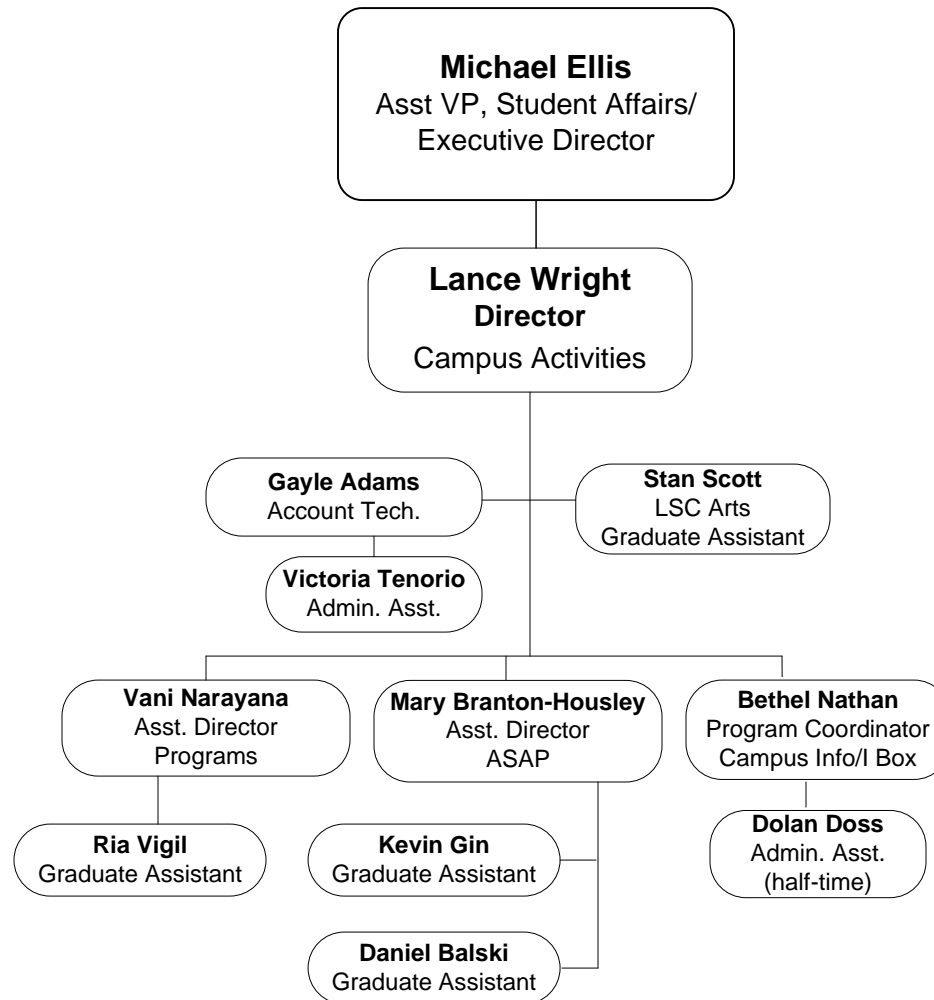 Michael Ellis
Asst VP, Student Affairs/
Executive Director
Lance Wright
Director
Campus Activities
Gayle Adams
Account Tech.
Stan Scott
LSC Arts
Graduate Assistant
Victoria Tenorio
Admin. Asst.
Vani Narayana
Asst. Director
Programs
Mary Branton-Housley
Asst. Director
ASAP
Bethel Nathan
Program Coordinator
Campus Info/I Box
Ria Vigil
Graduate Assistant
Kevin Gin
Graduate Assistant
Dolan Doss
Admin. Asst.
(half-time)
Daniel Balski
Graduate Assistant